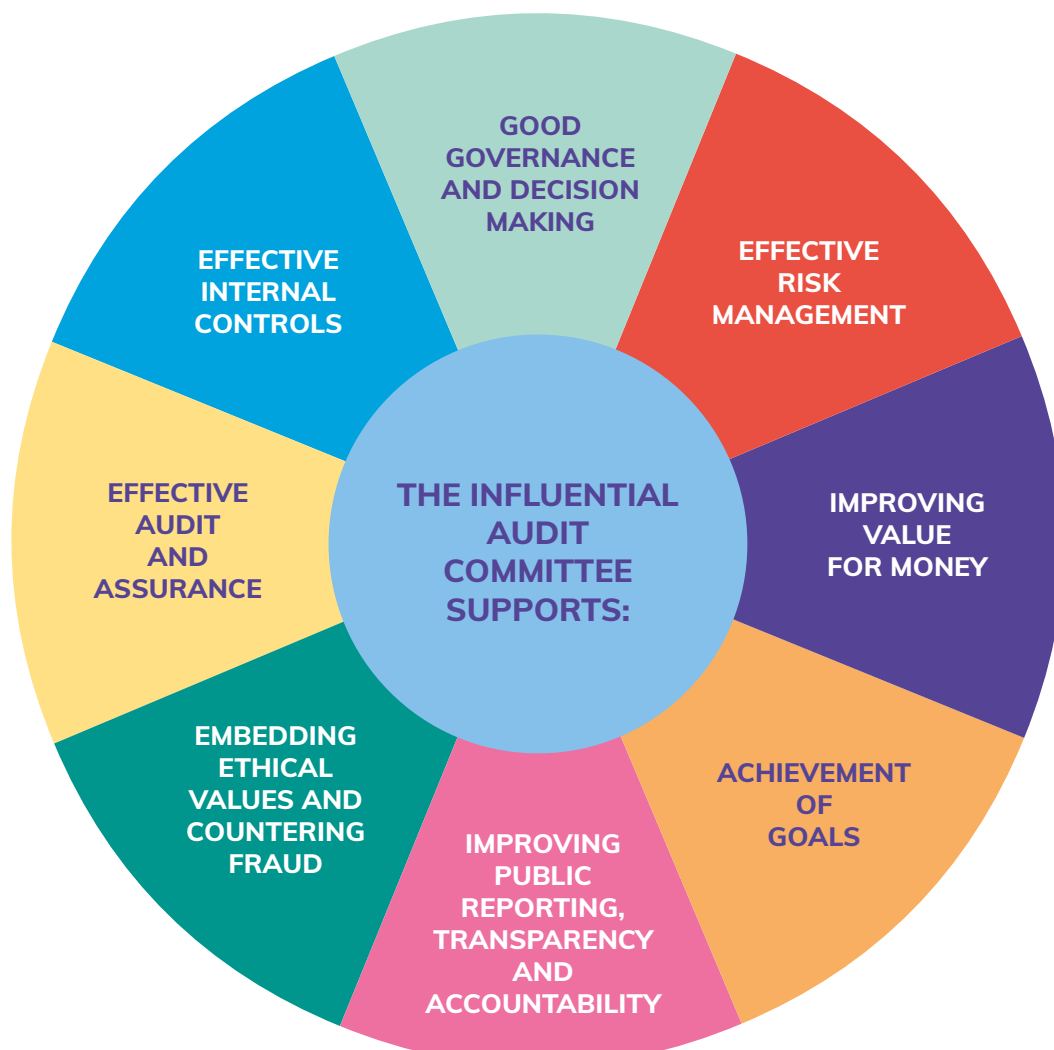 GOOD
GOVERNANCE
AND DECISION
MAKING
EFFECTIVE
RISK
MANAGEMENT
IMPROVING
VALUE
FOR MONEY
ACHIEVEMENT
OF
GOALS
IMPROVING
PUBLIC
REPORTING,
TRANSPARENCY
AND
ACCOUNTABILITY
EMBEDDING
ETHICAL
VALUES AND
COUNTERING
FRAUD
EFFECTIVE
AUDIT
AND
ASSURANCE
EFFECTIVE
INTERNAL
CONTROLS
THE INFLUENTIAL
AUDIT
COMMITTEE
SUPPORTS: